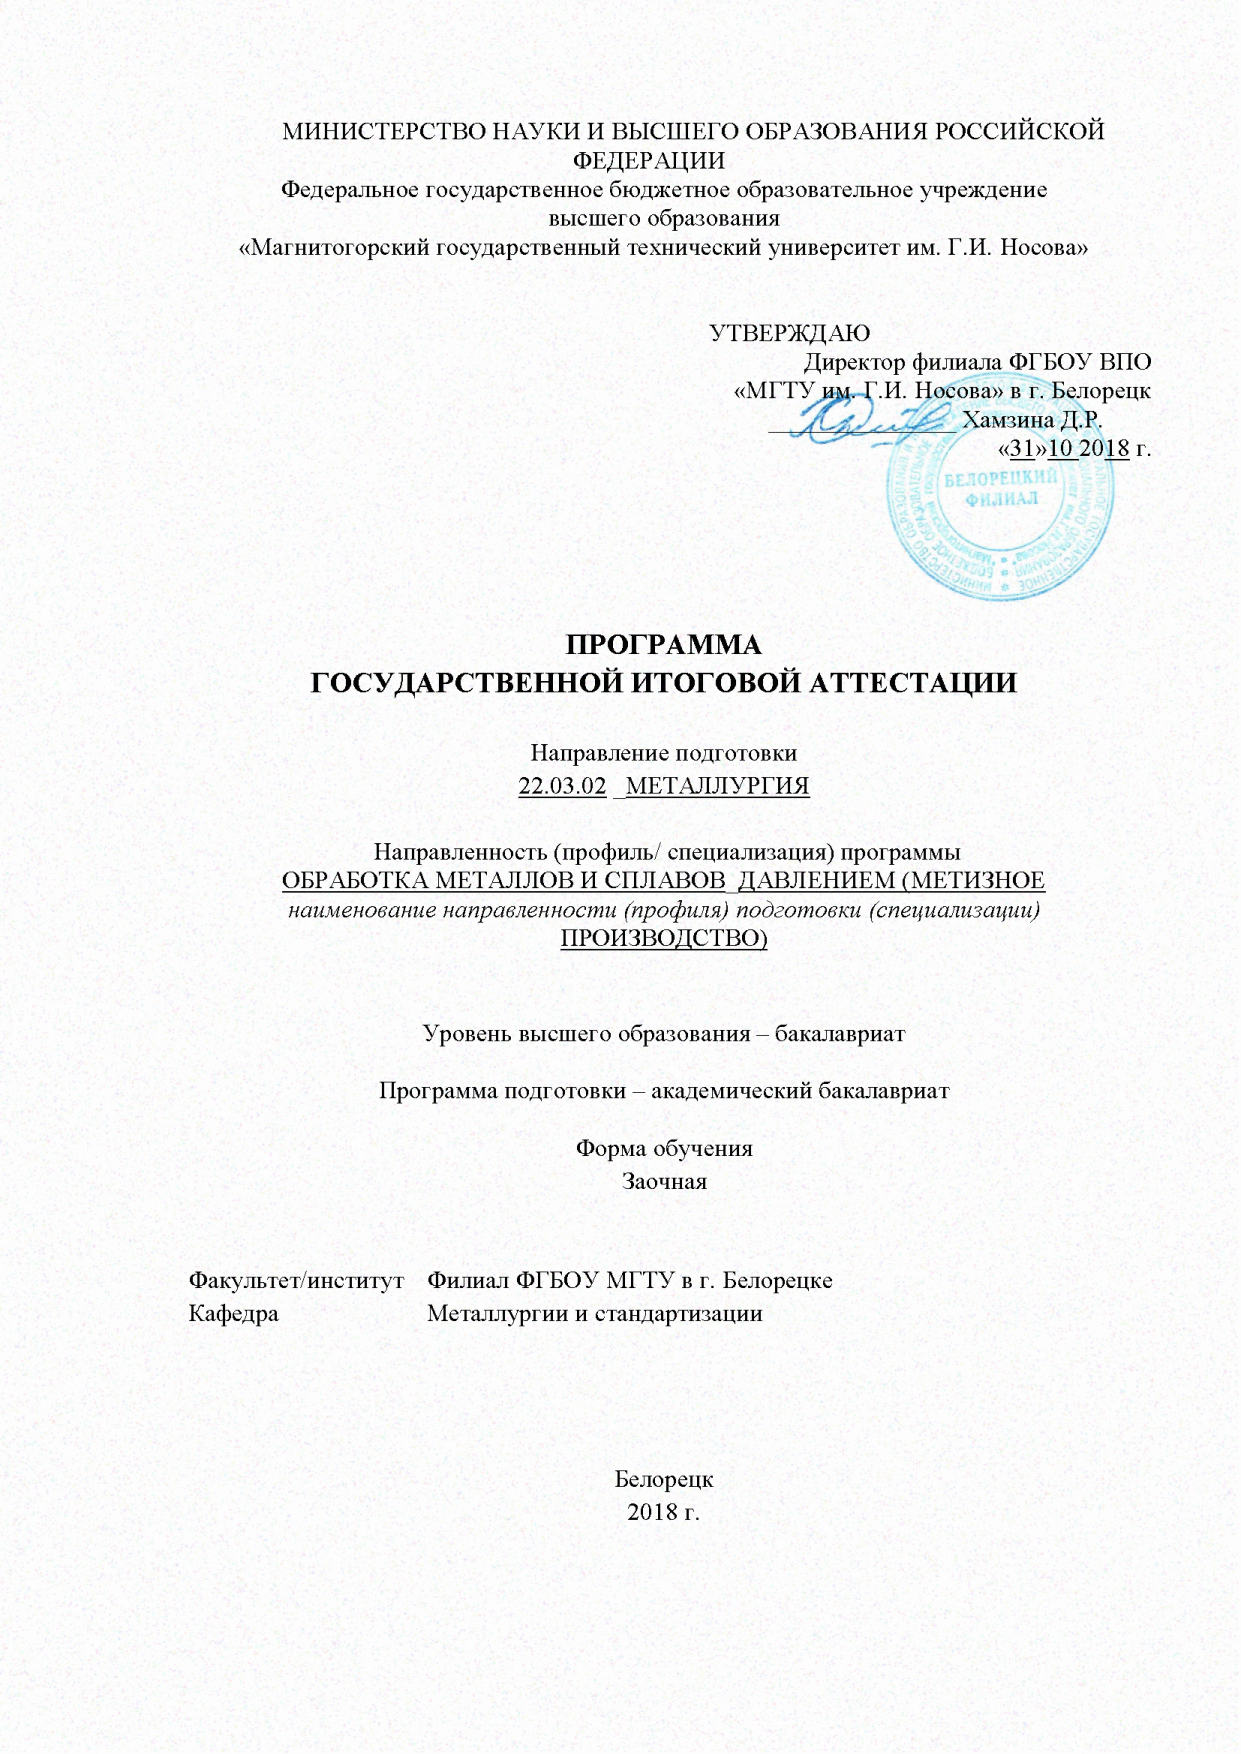 МИНИСТЕРСТВО НАУКИ И ВЫСШЕГО ОБРАЗОВАНИЯ РОССИЙСКОЙ
ФЕДЕРАЦИИ
Федеральное государственное бюджетное образовательное учреждение
высшего образования
«Магнитогорский государственный технический университет им. Г.И. Носова»
УТВЕРЖДАЮ
Директор филиала ФГБОУ ВПО
«МГТУ им. Г.И. Носова» в г. Белорецк
_______________ Хамзина Д.Р.
«31»10 2018 г.
БЕЛОРЕЦКИЙ
ФИЛИАЛ
ПРОГРАММА
ГОСУДАРСТВЕННОЙ ИТОГОВОЙ АТТЕСТАЦИИ
Направление подготовки
22.03.02 _МЕТАЛЛУРГИЯ
Направленность (профиль/ специализация) программы
ОБРАБОТКА МЕТАЛЛОВ И СПЛАВОВ_ДАВЛЕНИЕМ (МЕТИЗНОЕ
наименование направленности (профиля) подготовки (специализации)
ПРОИЗВОДСТВО)
Уровень высшего образования – бакалавриат
Программа подготовки – академический бакалавриат
Форма обучения
Заочная
Факультет/институт Филиал ФГБОУ МГТУ в г. Белорецке
Кафедра Металлургии и стандартизации
Белорецк
2018 г.